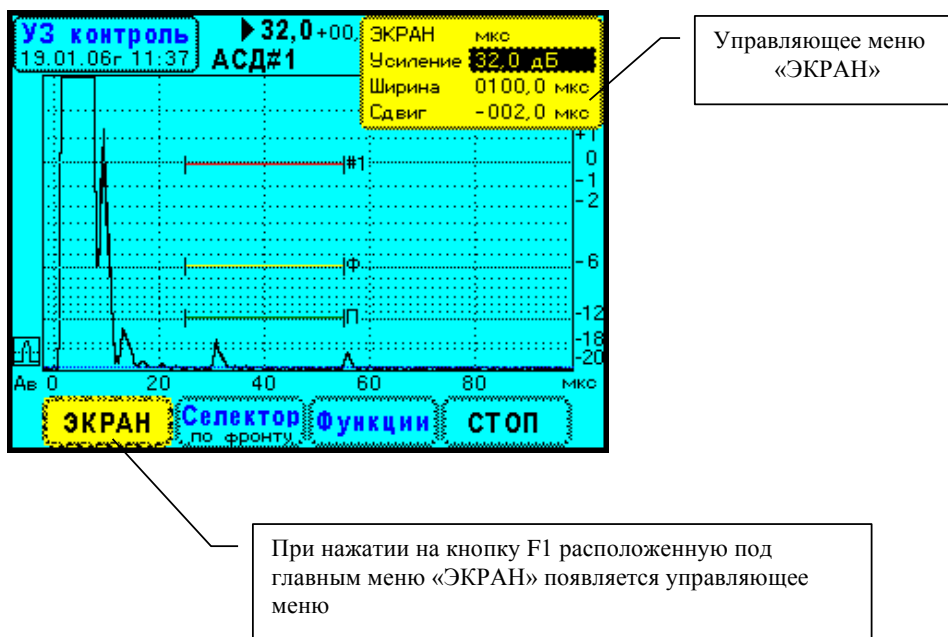 УЗ контроль
19.01.06г 11:37
32,0+00,
АСД#1
ЭКРАН мкс
Усиление 32,0 дБ
Ширина 0100,0 мкс
Сдвиг -002,0 мкс
Управляющее меню
«ЭКРАН»
+1
0
-1
-2
-6
-12
-18
-20
#1
Ф
П
Ав 0 20 40 60 80 мкс
ЭКРАН
Селектор
по фронту
Функции
СТОП
При нажатии на кнопку F1 расположенную под
главным меню «ЭКРАН» появляется управляющее
меню